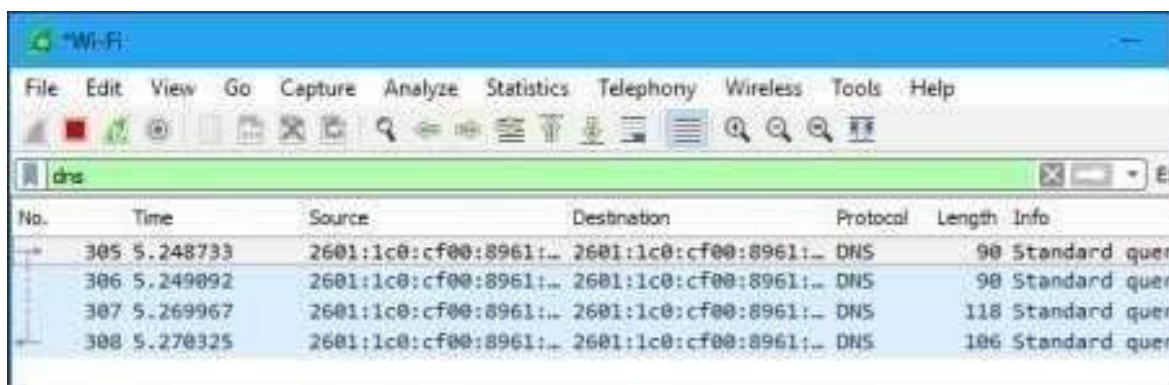 *Wi-Fi
File Edit View Go Capture Analyze Statistics Telephony Wireless Tools Help
dns
No. Time Source Destination Protocol Length Info
305 5.248733 2601:1c0:cf00:8961:… 2601:1c0:cf00:8961:… DNS 90 Standard quer
306 5.249092 2601:1c0:cf00:8961:… 2601:1c0:cf00:8961:… DNS 90 Standard quer
307 5.269967 2601:1c0:cf00:8961:… 2601:1c0:cf00:8961:… DNS 118 Standard quer
308 5.270325 2601:1c0:cf00:8961:… 2601:1c0:cf00:8961:… DNS 106 Standard quer